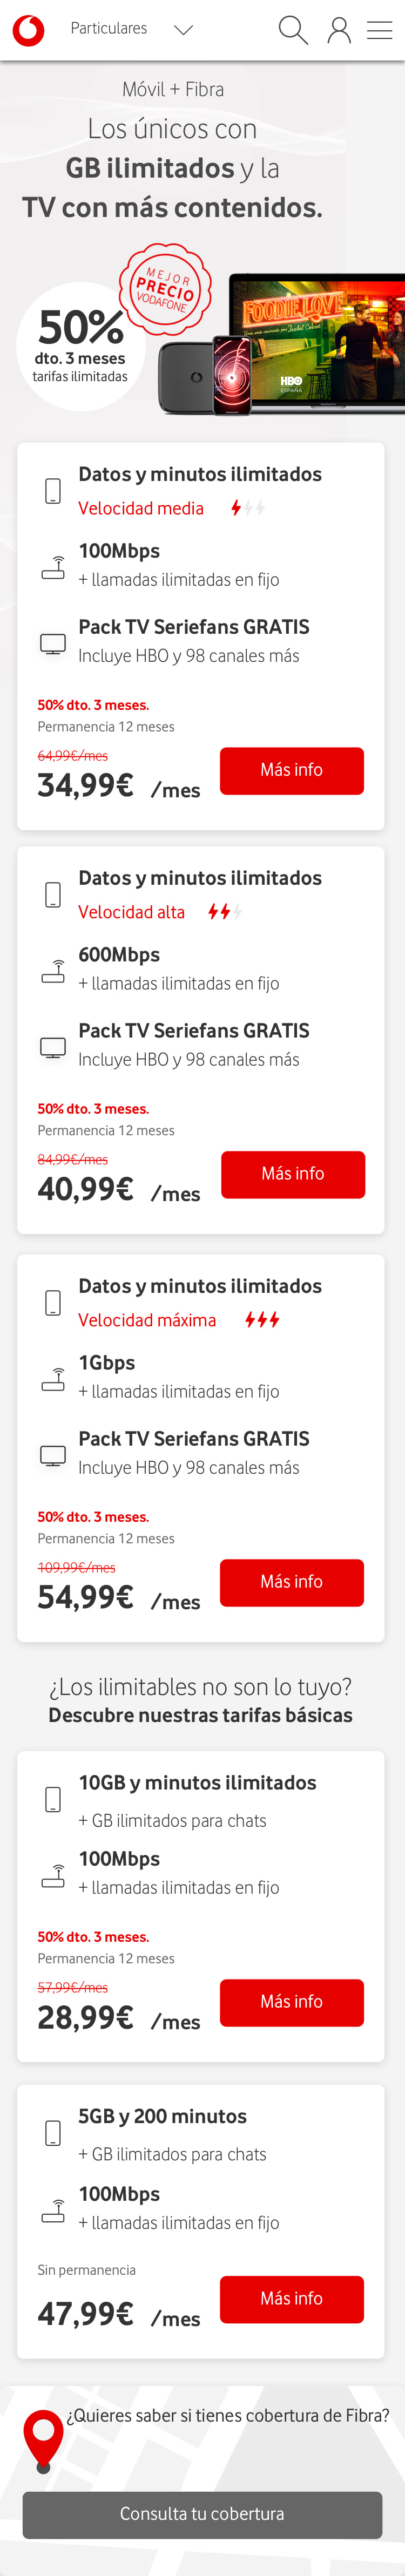 Particulares
Móvil + Fibra
Los únicos con
GB ilimitados y la
TV con más contenidos.
MEJOR
PRECIO
VODAFONE
50%
dto. 3 meses
tarifas ilimitadas
FOODIE LOVE
HBO
ESPAÑA
Datos y minutos ilimitados
Velocidad media
100Mbps
+ llamadas ilimitadas en fijo
Pack TV Seriefans GRATIS
Incluye HBO y 98 canales más
50% dto. 3 meses.
Permanencia 12 meses
64,99€/mes
34,99€ /mes
Más info
Datos y minutos ilimitados
Velocidad alta
600Mbps
+ llamadas ilimitadas en fijo
Pack TV Seriefans GRATIS
Incluye HBO y 98 canales más
50% dto. 3 meses.
Permanencia 12 meses
84,99€/mes
40,99€ /mes
Más info
Datos y minutos ilimitados
Velocidad máxima
1Gbps
+ llamadas ilimitadas en fijo
Pack TV Seriefans GRATIS
Incluye HBO y 98 canales más
50% dto. 3 meses.
Permanencia 12 meses
109,99€/mes
54,99€ /mes
Más info
¿Los ilimitables no son lo tuyo?
Descubre nuestras tarifas básicas
10GB y minutos ilimitados
+ GB ilimitados para chats
100Mbps
+ llamadas ilimitadas en fijo
50% dto. 3 meses.
Permanencia 12 meses
57,99€/mes
28,99€ /mes
Más info
5GB y 200 minutos
+ GB ilimitados para chats
100Mbps
+ llamadas ilimitadas en fijo
Sin permanencia
47,99€ /mes
Más info
¿Quieres saber si tienes cobertura de Fibra?
Consulta tu cobertura